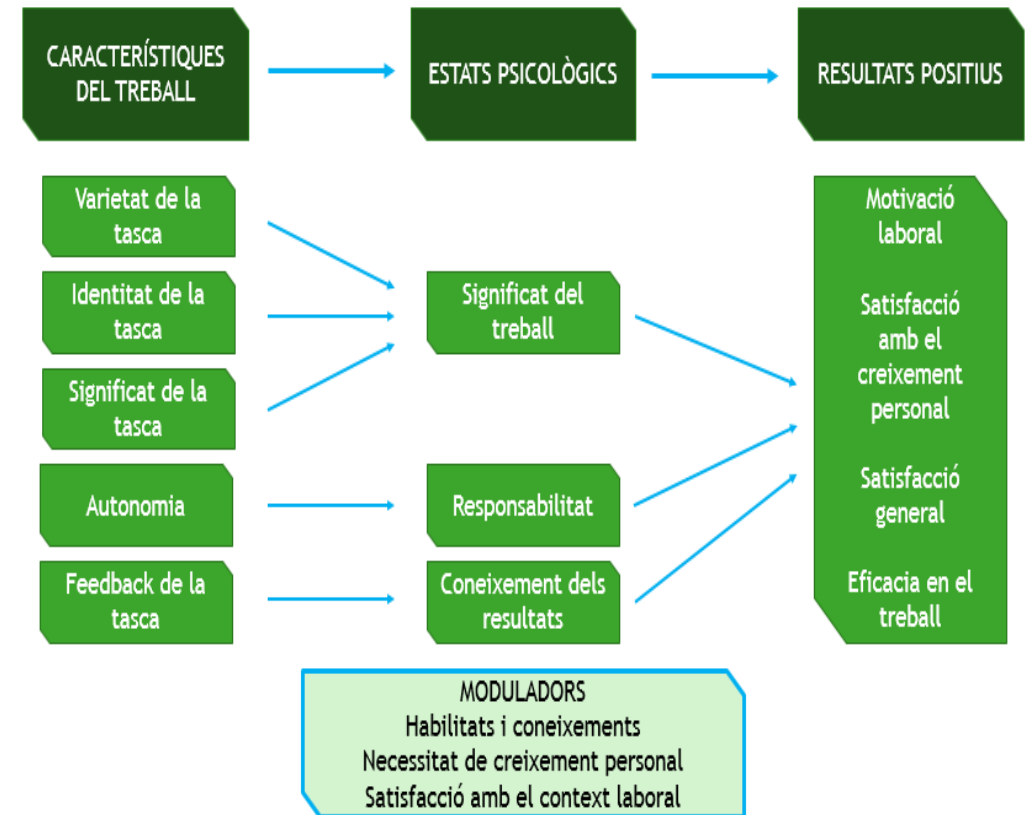 CARACTERÍSTIQUES
DEL TREBALL
ESTATS PSICOLÒGICS
RESULTATS POSITIUS
Varietat de la
tasca
Identitat de la
tasca
Significat de la
tasca
Autonomia
Feedback de la
tasca
Significat del
treball
Responsabilitat
Coneixement dels
resultats
Motivació
laboral
Satisfacció
amb el
creixement
personal
Satisfacció
general
Eficacia en el
treball
MODULADORS
Habilitats i coneixements
Necessitat de creixement personal
Satisfacció amb el context laboral